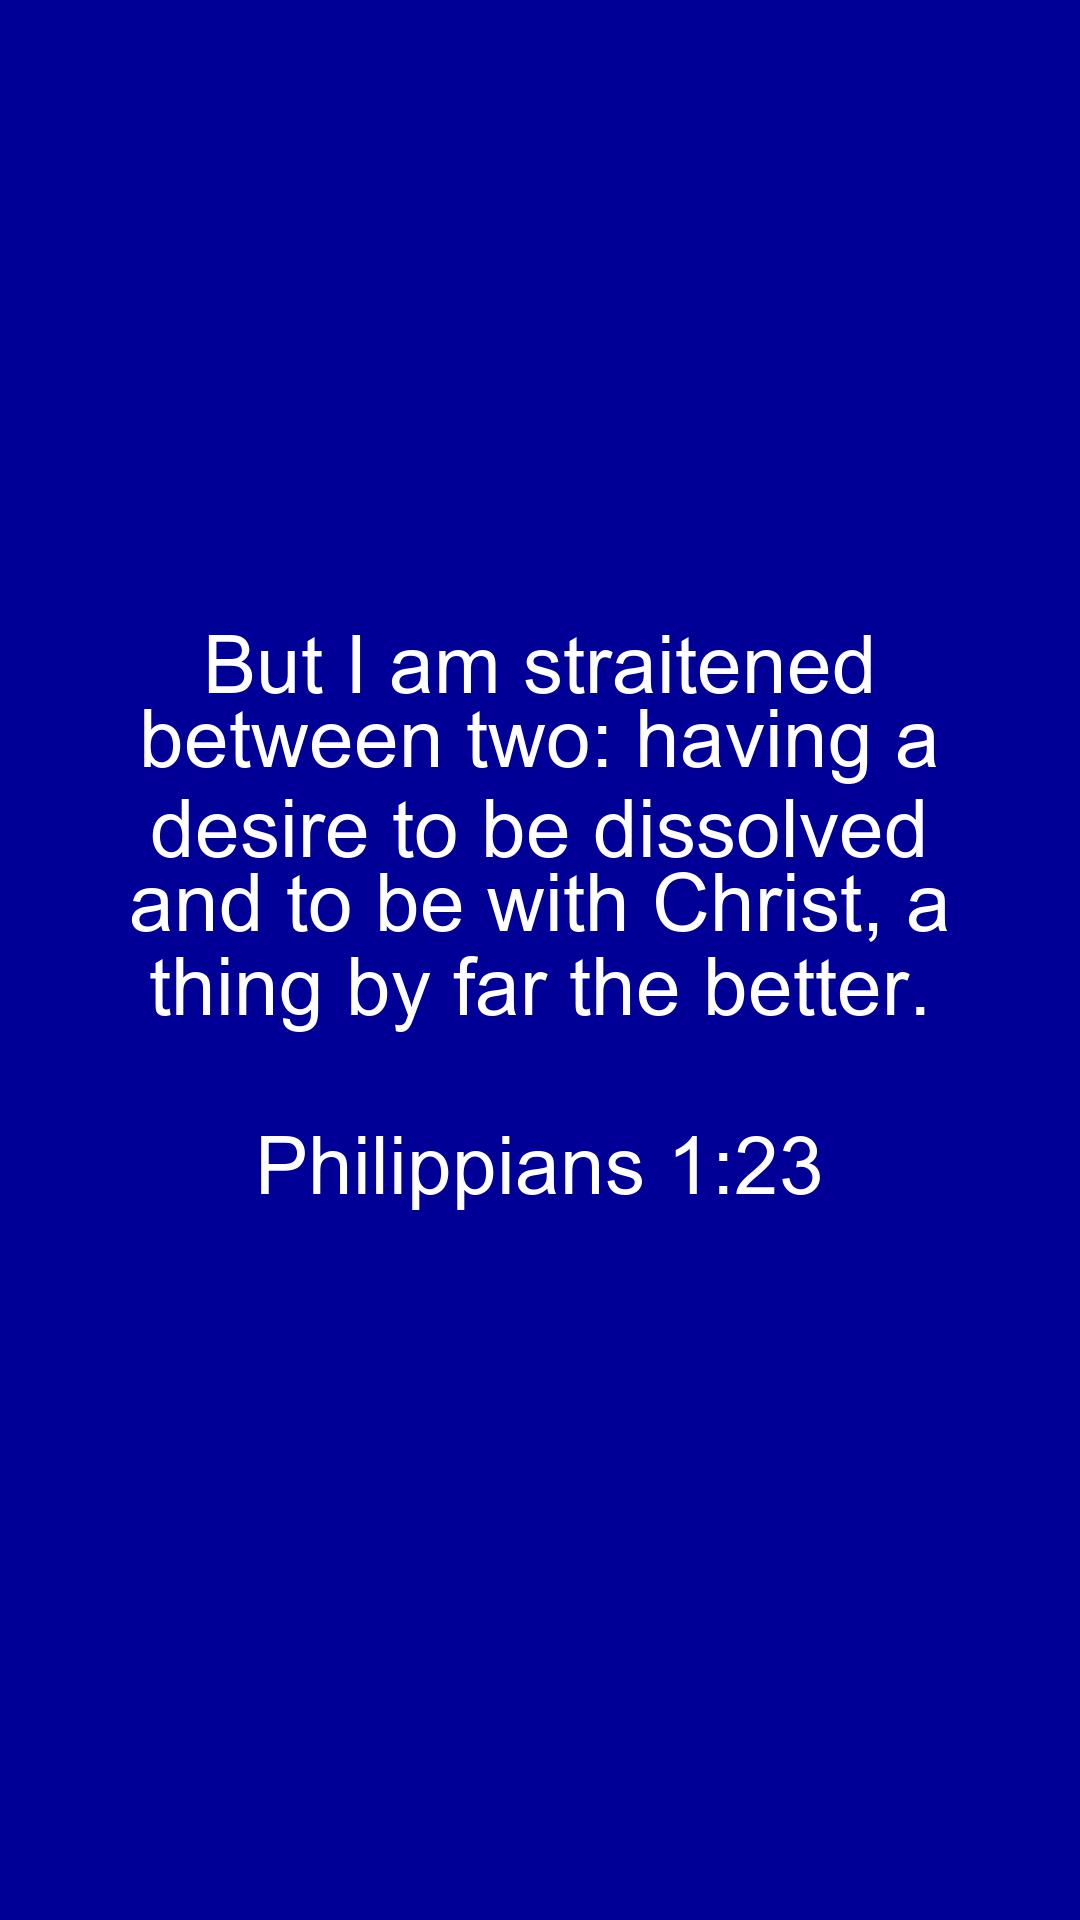 But I am straitened
between two: having a
desire to be dissolved
and to be with Christ, a
thing by far the better.
Philippians 1:23